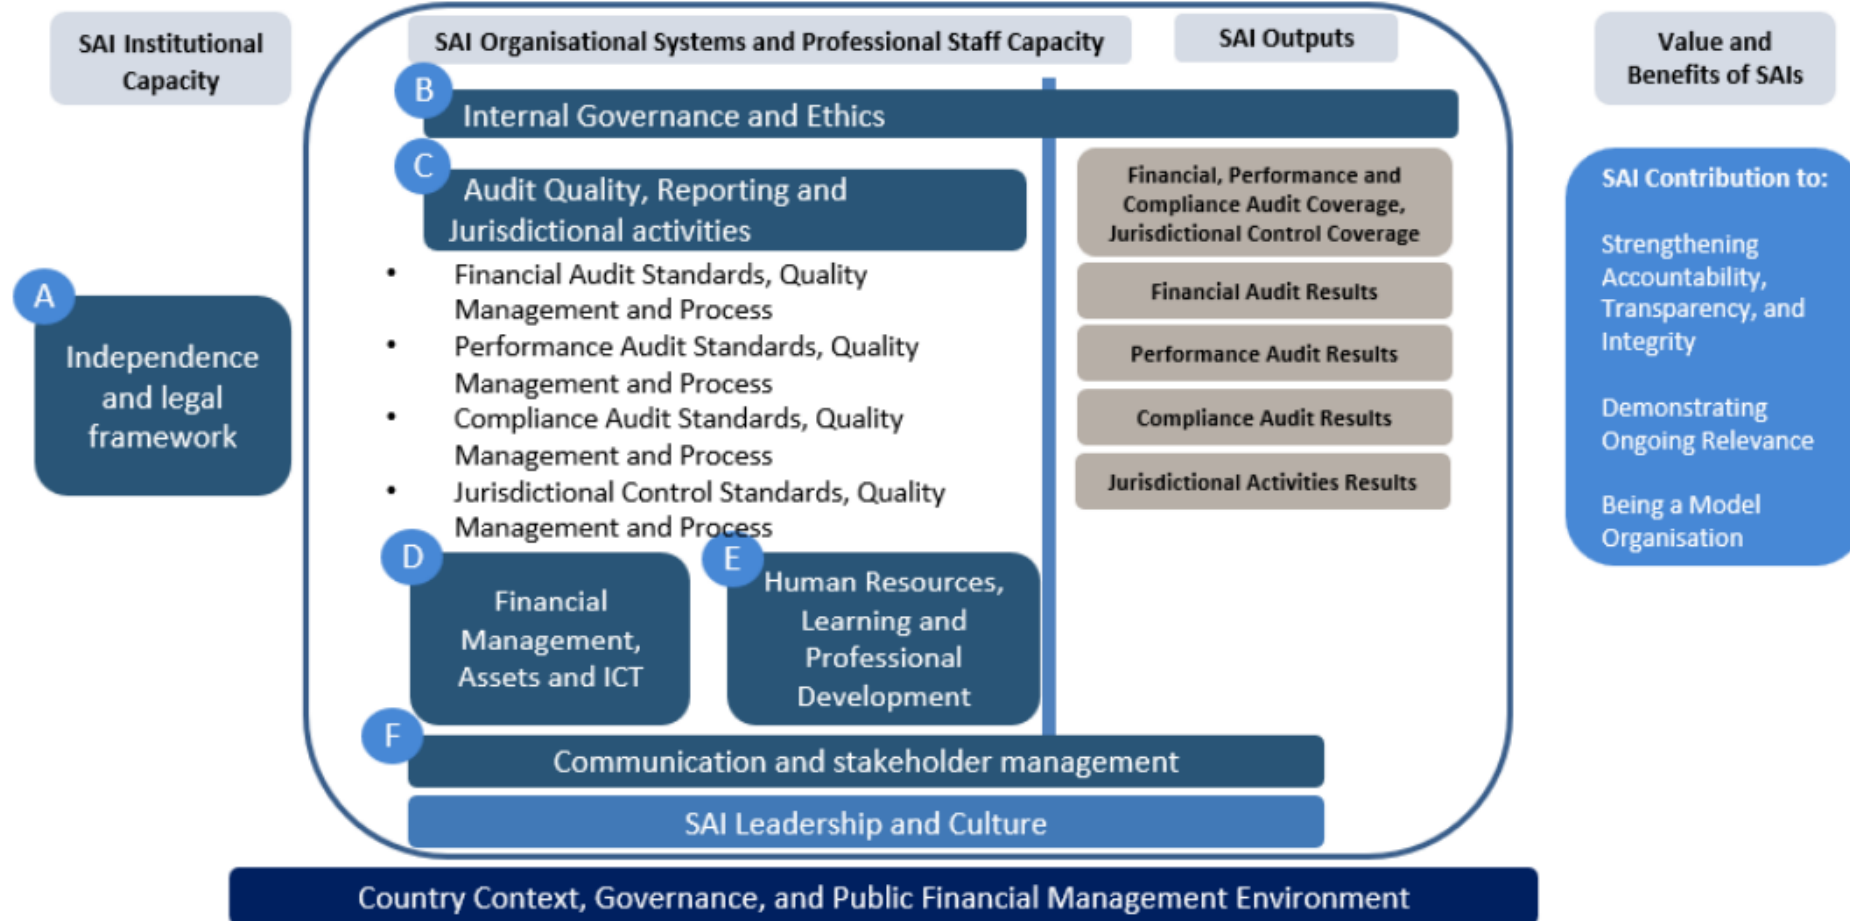 SAI Institutional
Capacity
SAI Organisational Systems and Professional Staff Capacity
SAI Outputs
Value and
Benefits of SAIs
B
Internal Governance and Ethics
C
Audit Quality, Reporting and
Jurisdictional activities
• Financial Audit Standards, Quality
Management and Process
• Performance Audit Standards, Quality
Management and Process
• Compliance Audit Standards, Quality
Management and Process
• Jurisdictional Control Standards, Quality
Management and Process
A
Independence
and legal
framework
Financial, Performance and
Compliance Audit Coverage,
Jurisdictional Control Coverage
Financial Audit Results
Performance Audit Results
Compliance Audit Results
Jurisdictional Activities Results
SAI Contribution to:
Strengthening
Accountability,
Transparency, and
Integrity
Demonstrating
Ongoing Relevance
Being a Model
Organisation
D
Financial
Management,
Assets and ICT
E
Human Resources,
Learning and
Professional
Development
F
Communication and stakeholder management
SAI Leadership and Culture
Country Context, Governance, and Public Financial Management Environment